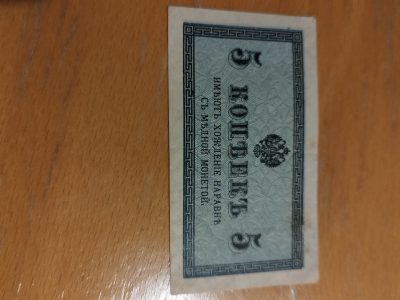 5 КОПѢЕКЪ 5
ИМѢЮТЪ ХОЖДЕНІЕ НАРАВНѢ
СЪ МѢДНОЙ МОНЕТОЙ.